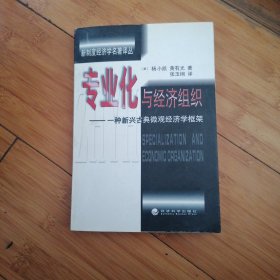 新制度经济学名著译丛
[澳] 杨小凯 黄有光 著
张玉纲 译
专业化与经济组织
——一种新兴古典微观经济学框架
SPECIALIZATION AND
ECONOMIC ORGANIZATION
经济科学出版社